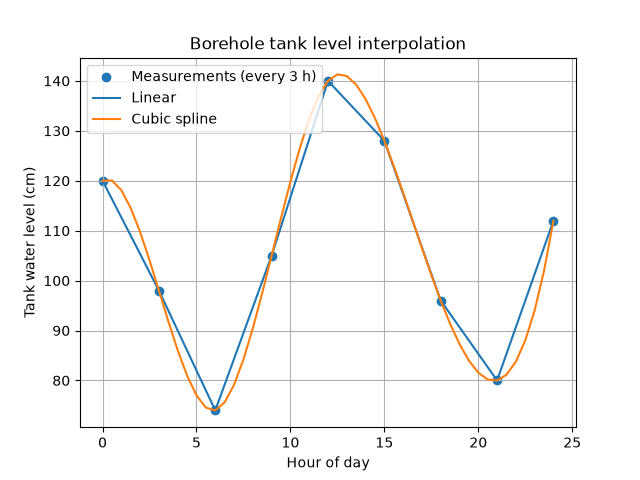 Borehole tank level interpolation
Measurements (every 3 h)
Linear
Cubic spline
Tank water level (cm)
140
130
120
110
100
90
80
0
5
10
15
20
25
Hour of day